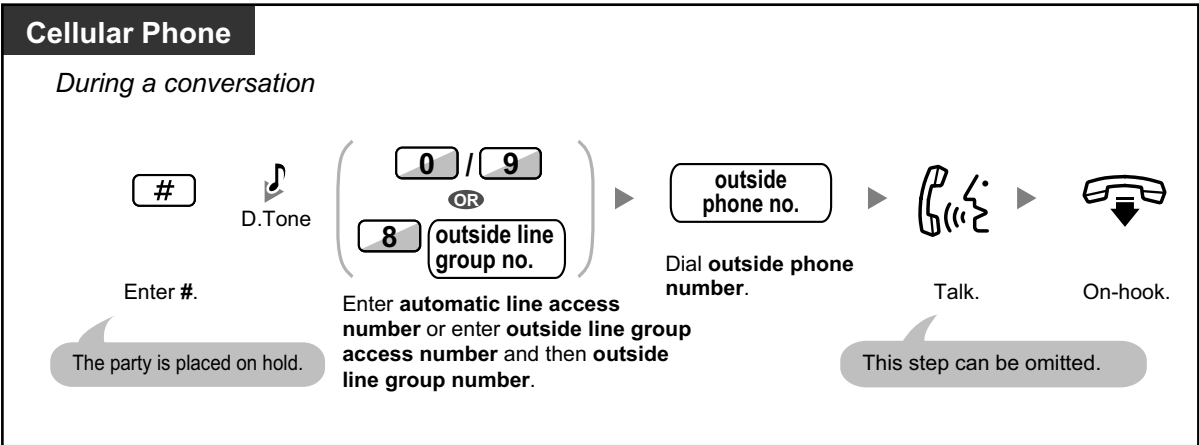 Cellular Phone
During a conversation
#
D.Tone
0 / 9
OR
8 outside line
group no.
outside
phone no.
Enter #.
The party is placed on hold.
Enter automatic line access
number or enter outside line group
access number and then outside
line group number.
Dial outside phone
number.
Talk.
This step can be omitted.
On-hook.